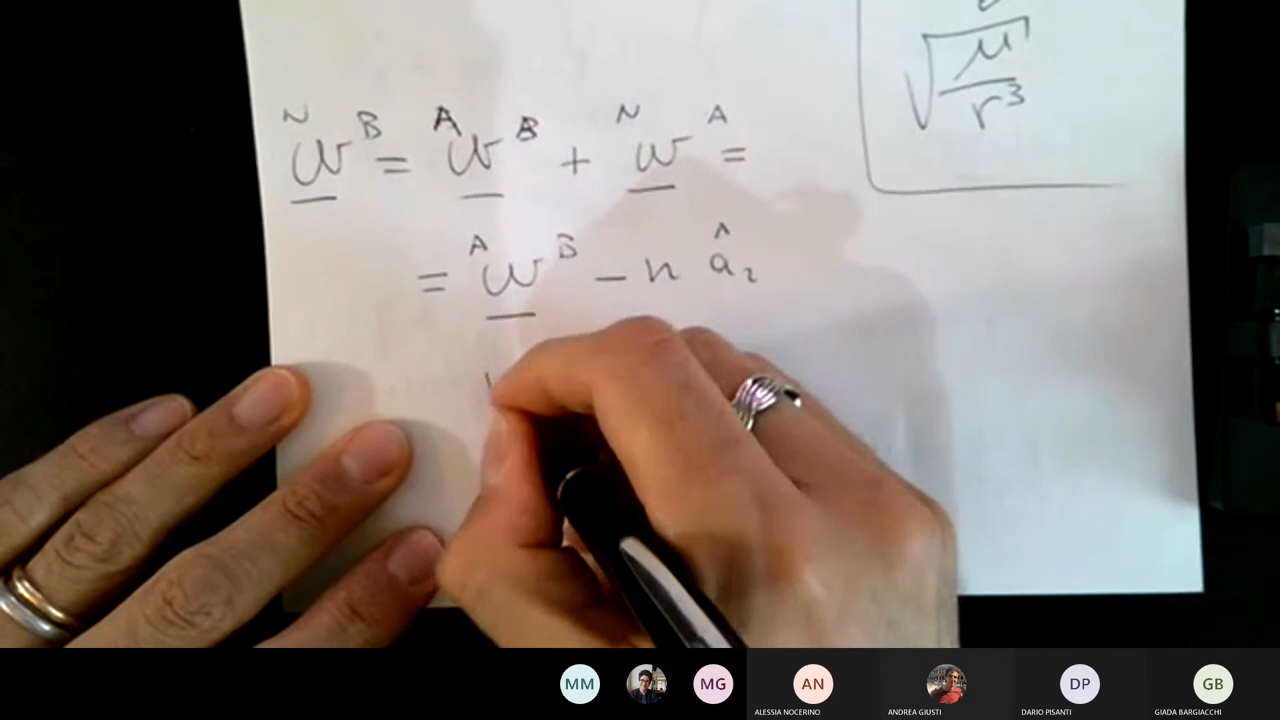 √μ/r³
ᴺω̲ᴮ = ᴬω̲ᴮ + ᴺω̲ᴬ =
= ᴬω̲ᴮ − n â₂
MM
MG
AN
DP
GB
ALESSIA NOCERINO
ANDREA GIUSTI
DARIO PISANTI
GIADA BARGIACCHI